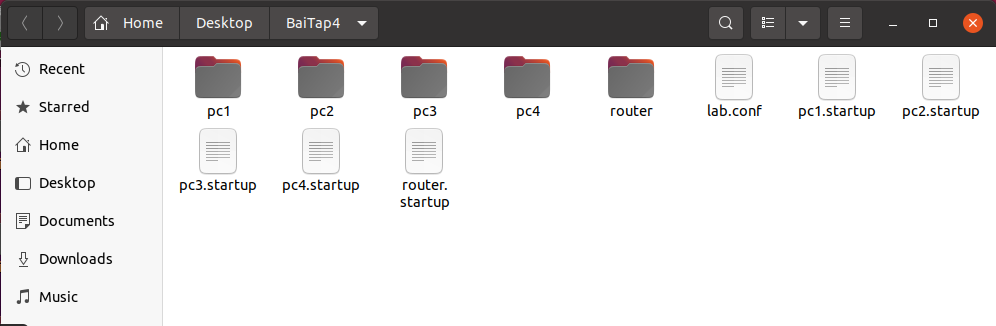 Home Desktop BaiTap4
Recent
Starred
Home
Desktop
Documents
Downloads
Music
pc1 pc2 pc3 pc4 router lab.conf pc1.startup pc2.startup
pc3.startup pc4.startup router.
startup